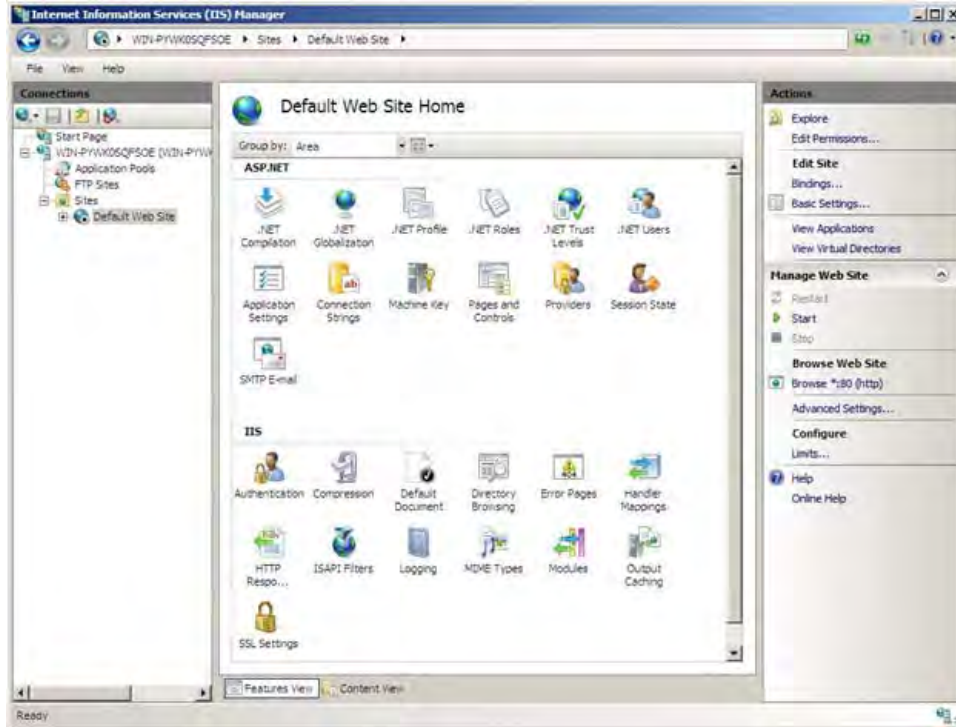 Internet Information Services (IIS) Manager
WIN-PYWK0SQFSOE Sites Default Web Site
File View Help
Connections
Start Page
WIN-PYWK0SQFSOE (WIN-PYWK
Application Pools
FTP Sites
Sites
Default Web Site
Default Web Site Home
Group by: Area
ASP.NET
.NET Compilation
.NET Globalization
.NET Profile
.NET Roles
.NET Trust Levels
.NET Users
Application Settings
Connection Strings
Machine Key
Pages and Controls
Providers
Session State
SMTP E-mail
IIS
Authentication
Compression
Default Document
Directory Browsing
Error Pages
Handler Mappings
HTTP Respo...
ISAPI Filters
Logging
MIME Types
Modules
Output Caching
SSL Settings
Features View Content View
Actions
Explore
Edit Permissions...
Edit Site
Bindings...
Basic Settings...
View Applications
View Virtual Directories
Manage Web Site
Restart
Start
Stop
Browse Web Site
Browse *:80 (http)
Advanced Settings...
Configure
Limits...
Help
Online Help
Ready